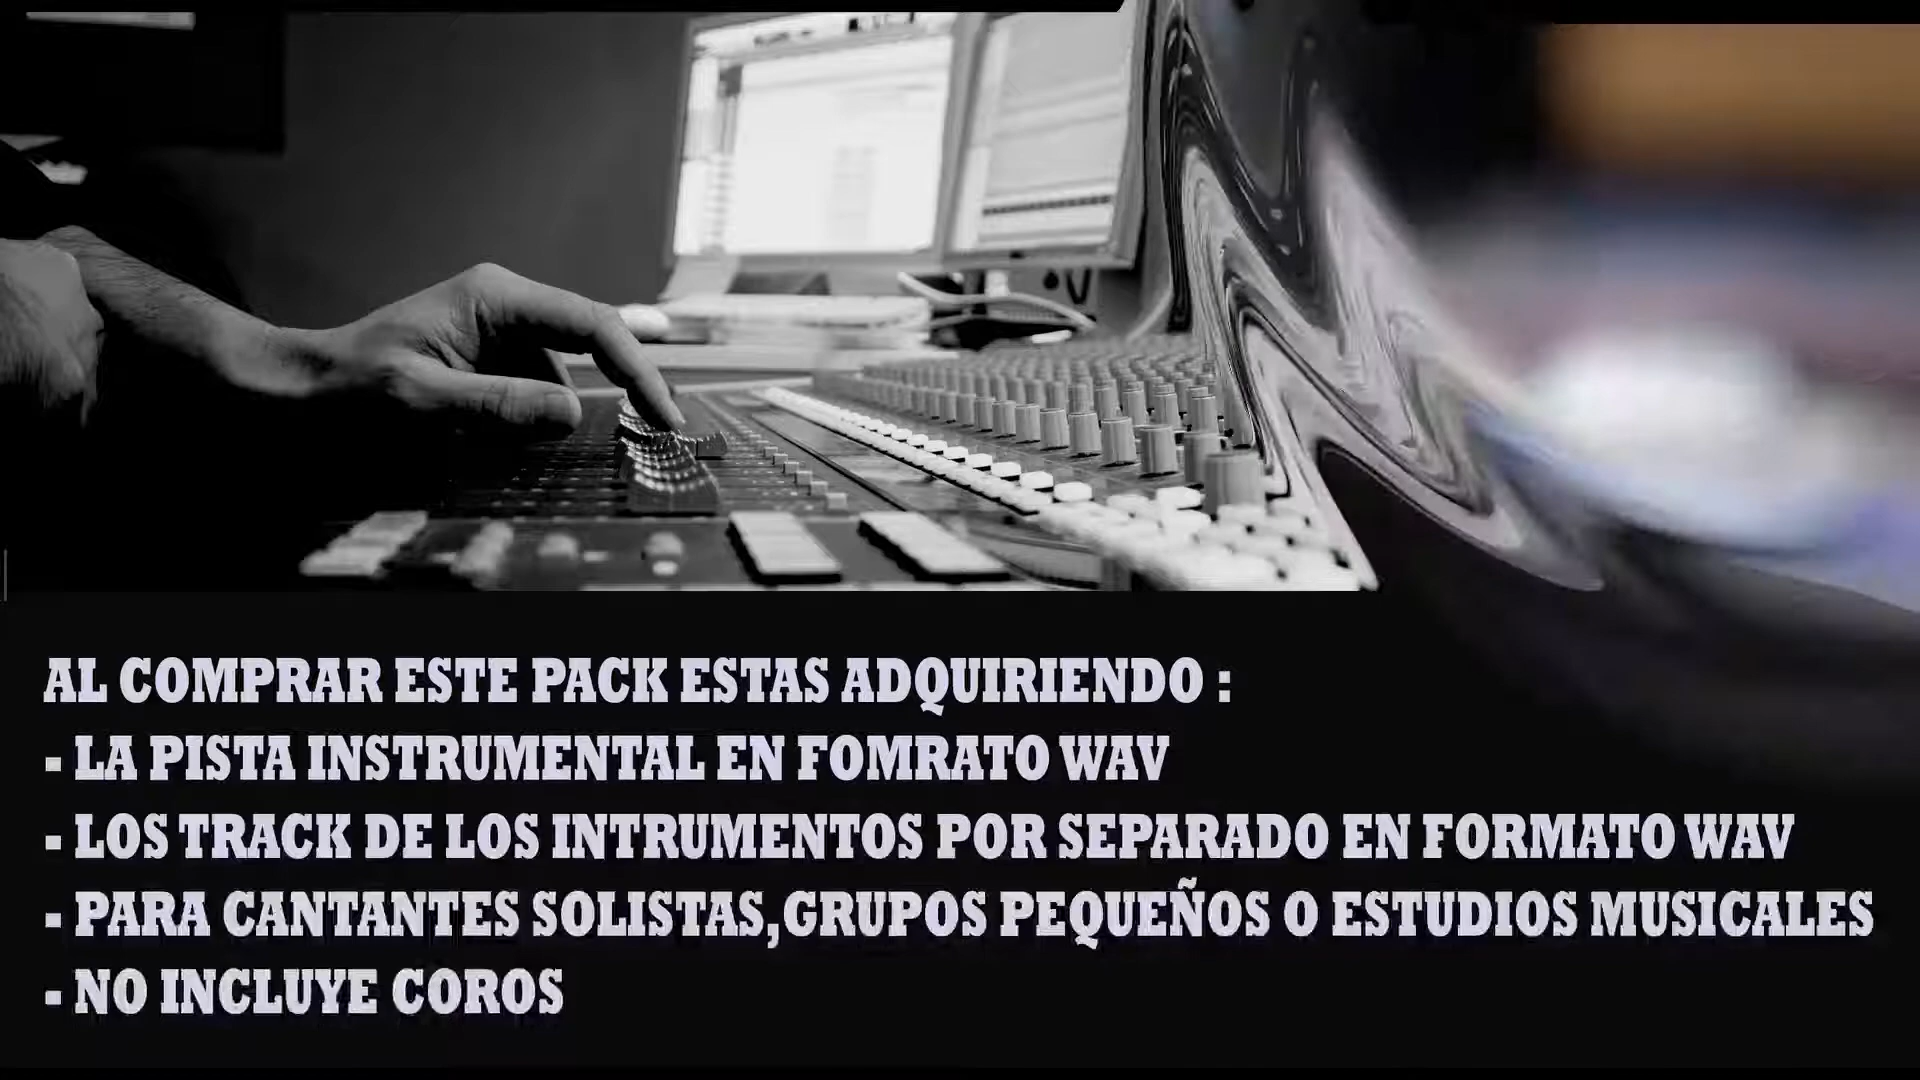 AL COMPRAR ESTE PACK ESTAS ADQUIRIENDO :
- LA PISTA INSTRUMENTAL EN FOMRATO WAV
- LOS TRACK DE LOS INTRUMENTOS POR SEPARADO EN FORMATO WAV
- PARA CANTANTES SOLISTAS,GRUPOS PEQUEÑOS O ESTUDIOS MUSICALES
- NO INCLUYE COROS